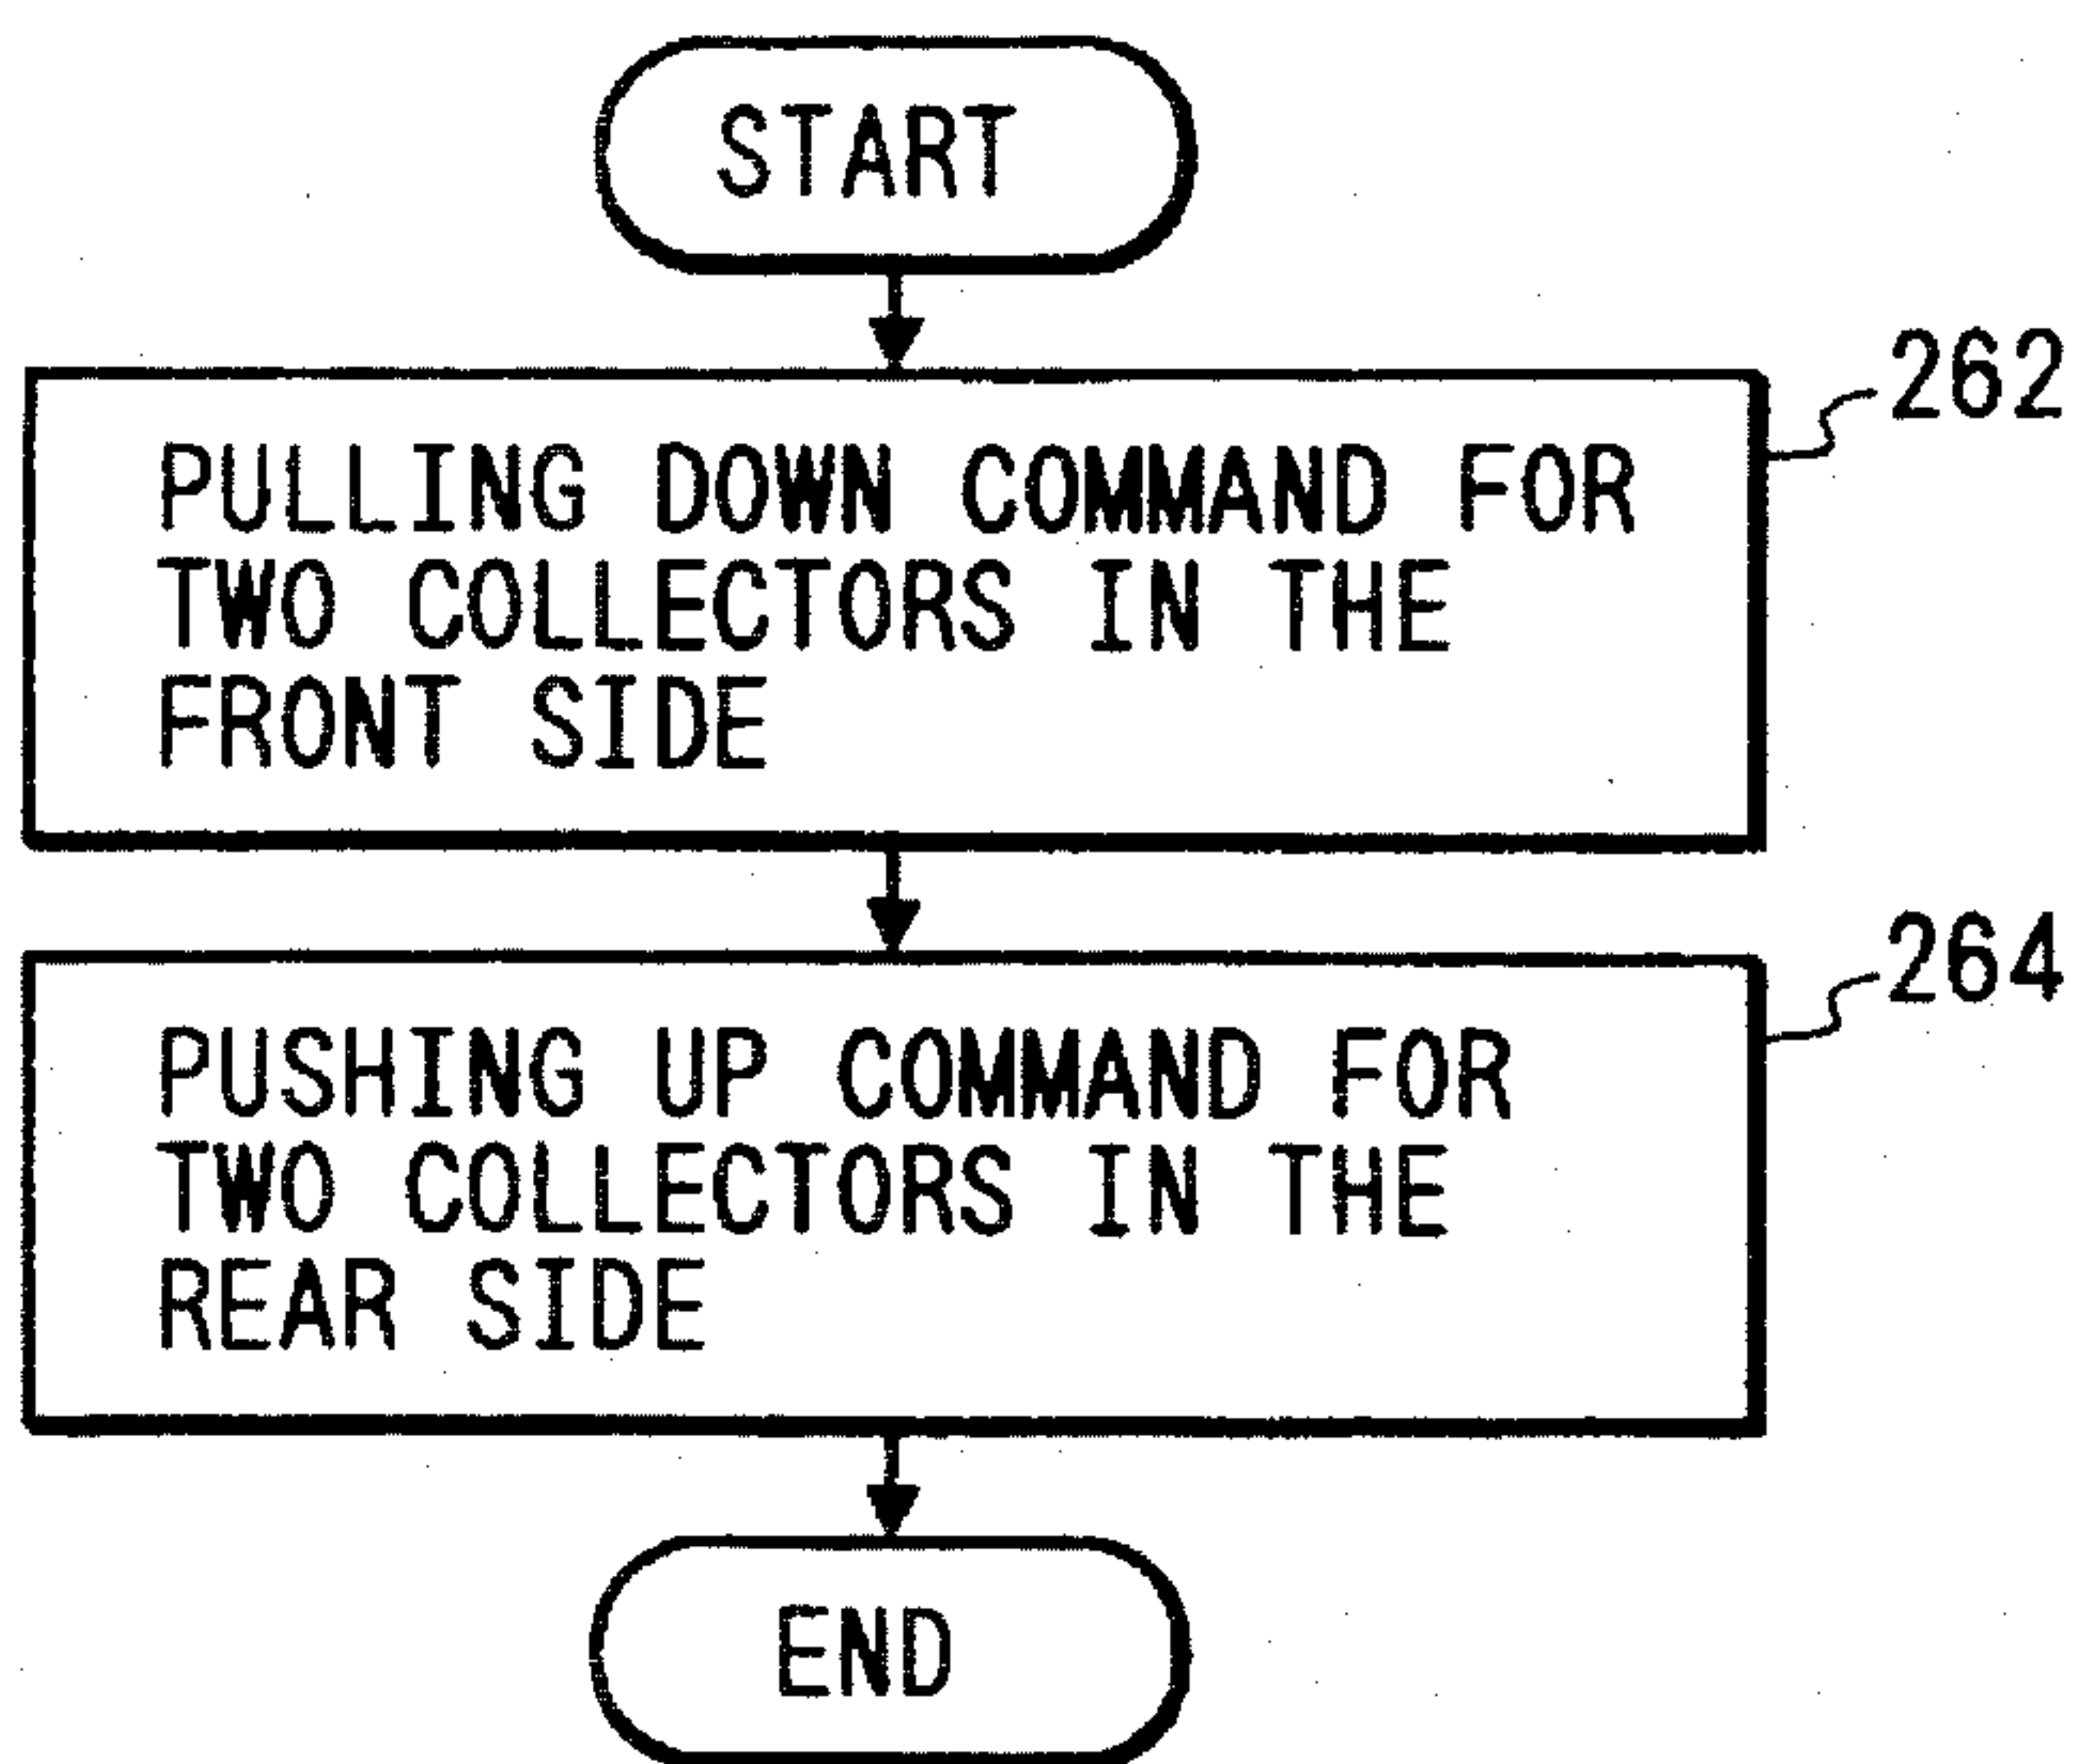 START
262
PULLING DOWN COMMAND FOR
TWO COLLECTORS IN THE
FRONT SIDE
264
PUSHING UP COMMAND FOR
TWO COLLECTORS IN THE
REAR SIDE
END